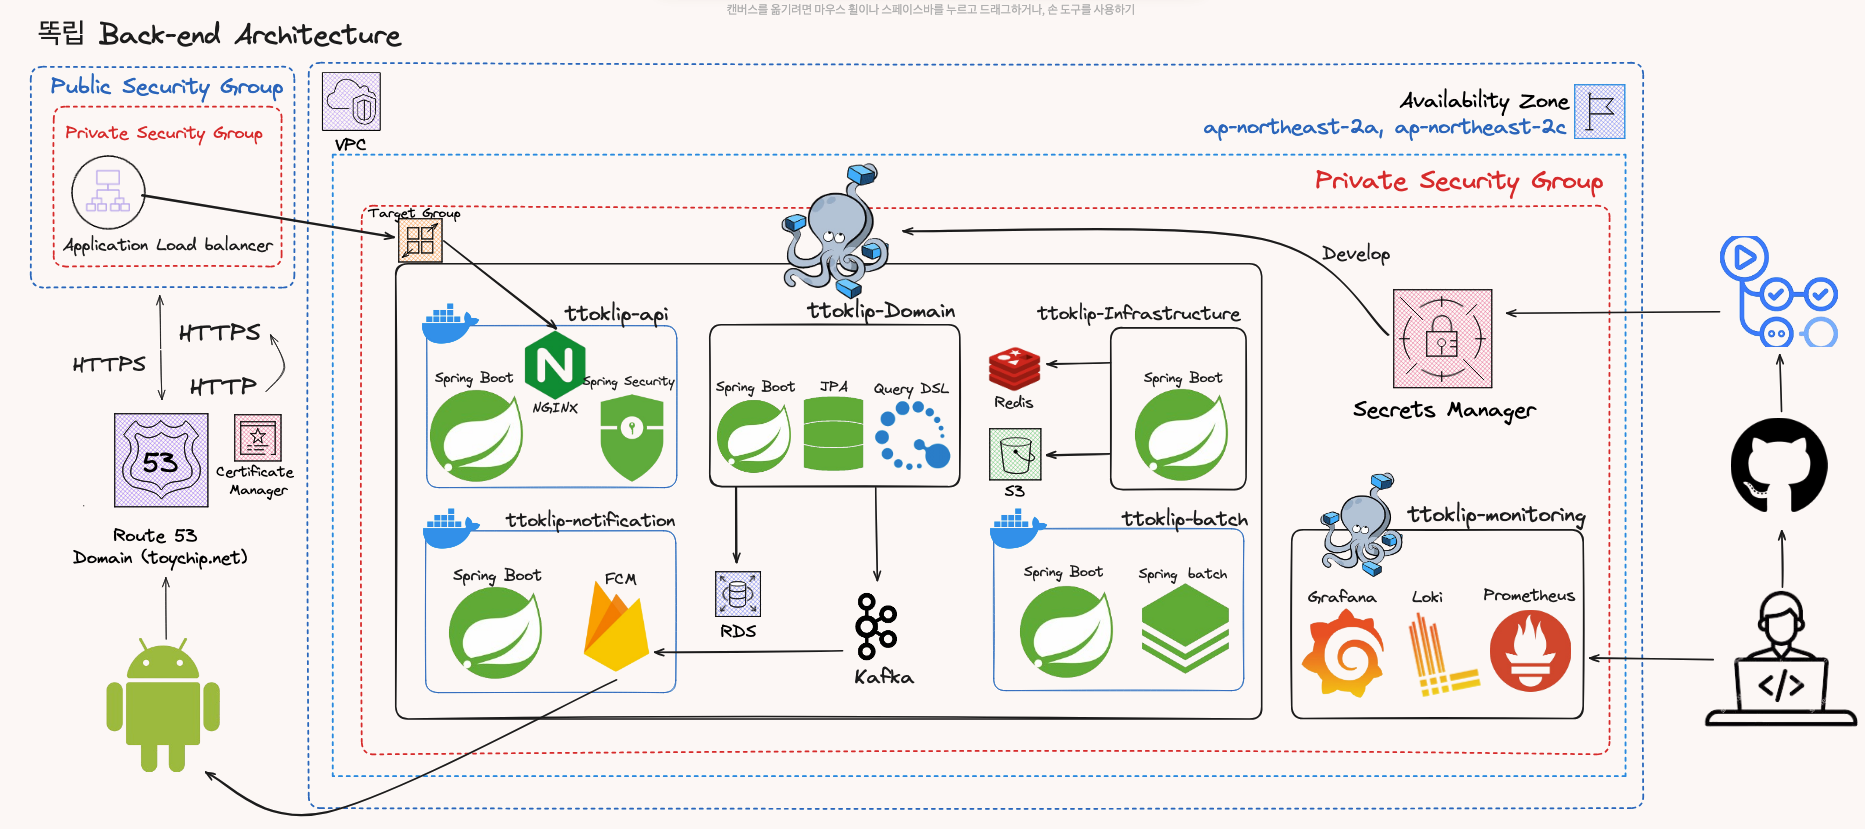 캔버스를 옮기려면 마우스 휠이나 스페이스바를 누르고 드래그하거나, 손 도구를 사용하기
똑립 Back-end Architecture
Public Security Group
Private Security Group
Application Load balancer
HTTPS
HTTPS
HTTP
53
Certificate
Manager
Route 53
Domain (toychip.net)
VPC
Availability Zone
ap-northeast-2a, ap-northeast-2c
Private Security Group
Target Group
ttoklip-api
Spring Boot
N
NGINX
Spring Security
ttoklip-Domain
Spring Boot
JPA
Query DSL
ttoklip-Infrastructure
Spring Boot
Redis
S3
ttoklip-notification
Spring Boot
FCM
RDS
Kafka
ttoklip-batch
Spring Boot
Spring batch
Develop
Secrets Manager
ttoklip-monitoring
Grafana
Loki
Prometheus
</>